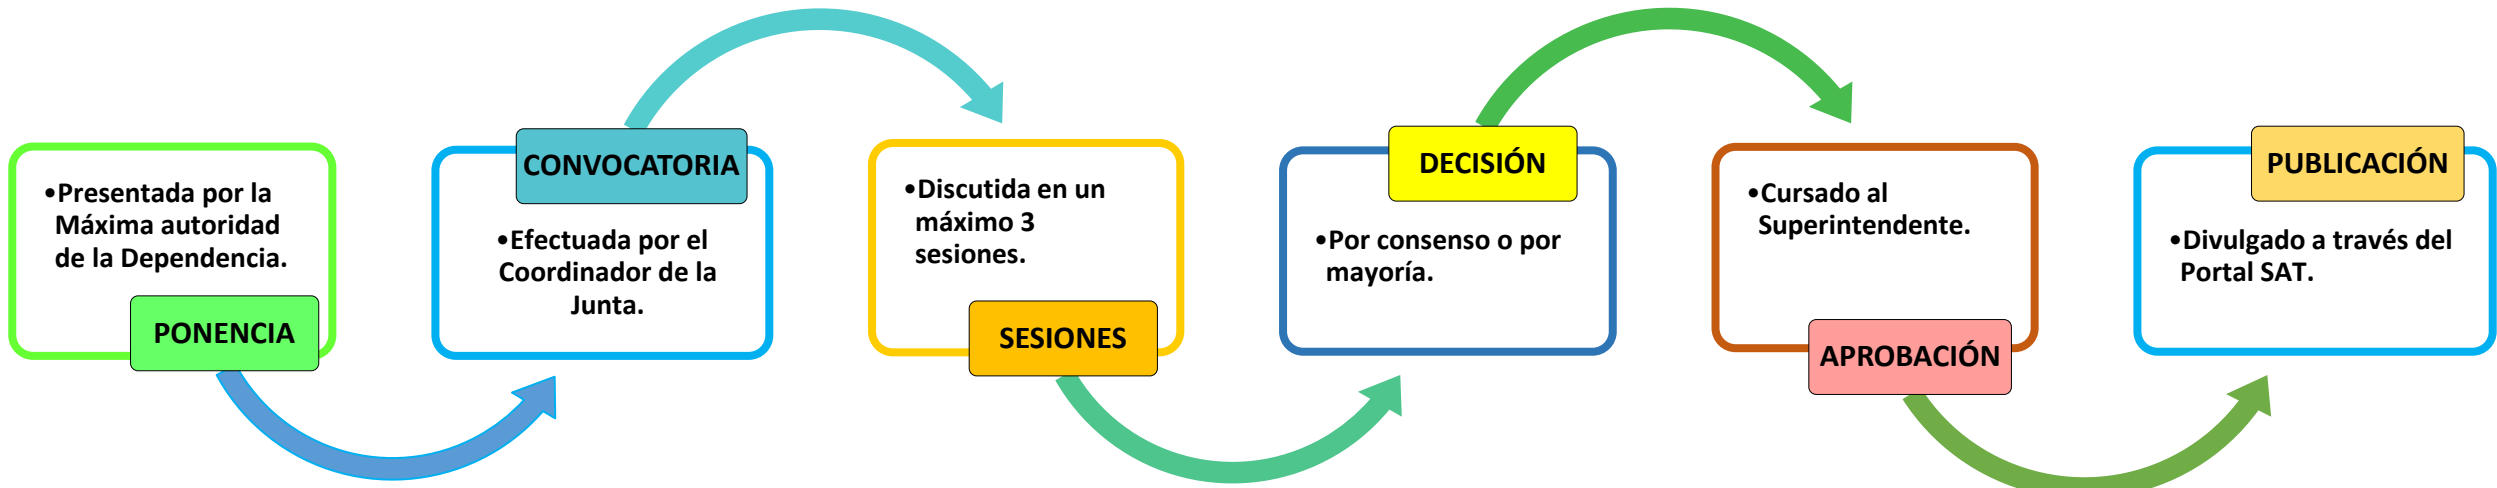 •Presentada por la
Máxima autoridad
de la Dependencia.
PONENCIA
CONVOCATORIA
•Efectuada por el
Coordinador de la
Junta.
•Discutida en un
máximo 3
sesiones.
SESIONES
DECISIÓN
•Por consenso o por
mayoría.
•Cursado al
Superintendente.
APROBACIÓN
PUBLICACIÓN
•Divulgado a través del
Portal SAT.